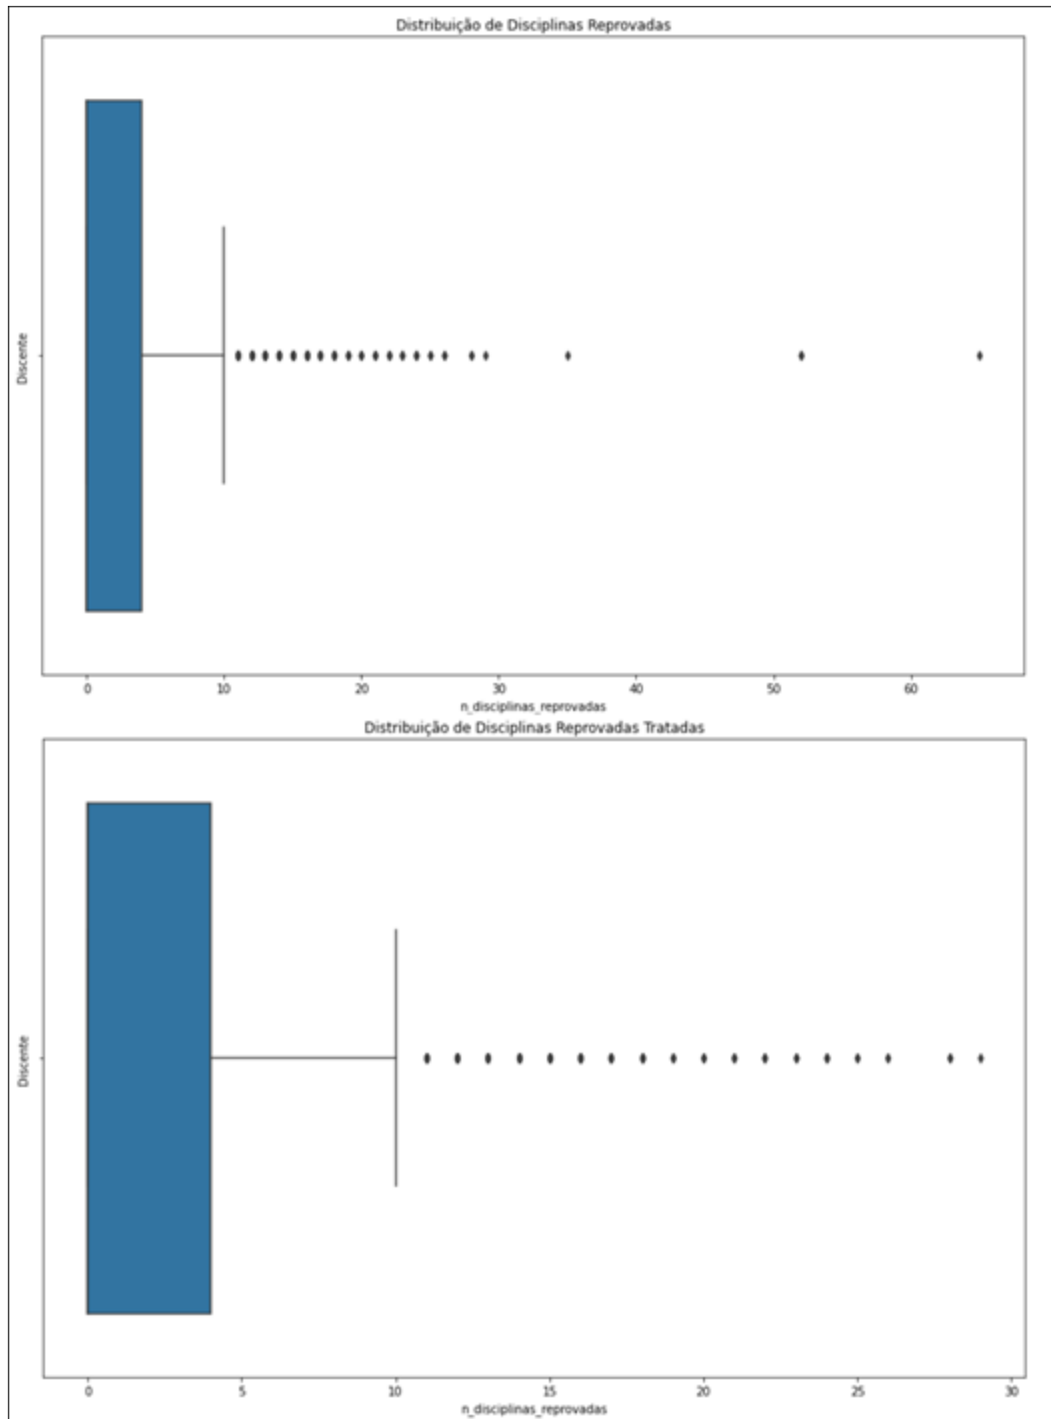 Distribuição de Disciplinas Reprovadas
Discente
0 10 20 30 40 50 60
n_disciplinas_reprovadas
Distribuição de Disciplinas Reprovadas Tratadas
Discente
0 5 10 15 20 25 30
n_disciplinas_reprovadas